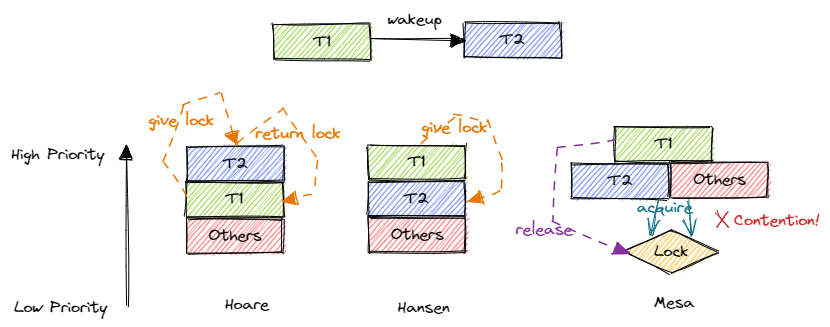 T1
wakeup
T2
High Priority
Low Priority
give lock
return lock
T2
T1
Others
Hoare
give lock
T1
T2
Others
Hansen
T1
T2
Others
acquire
X Contention!
release
Lock
Mesa